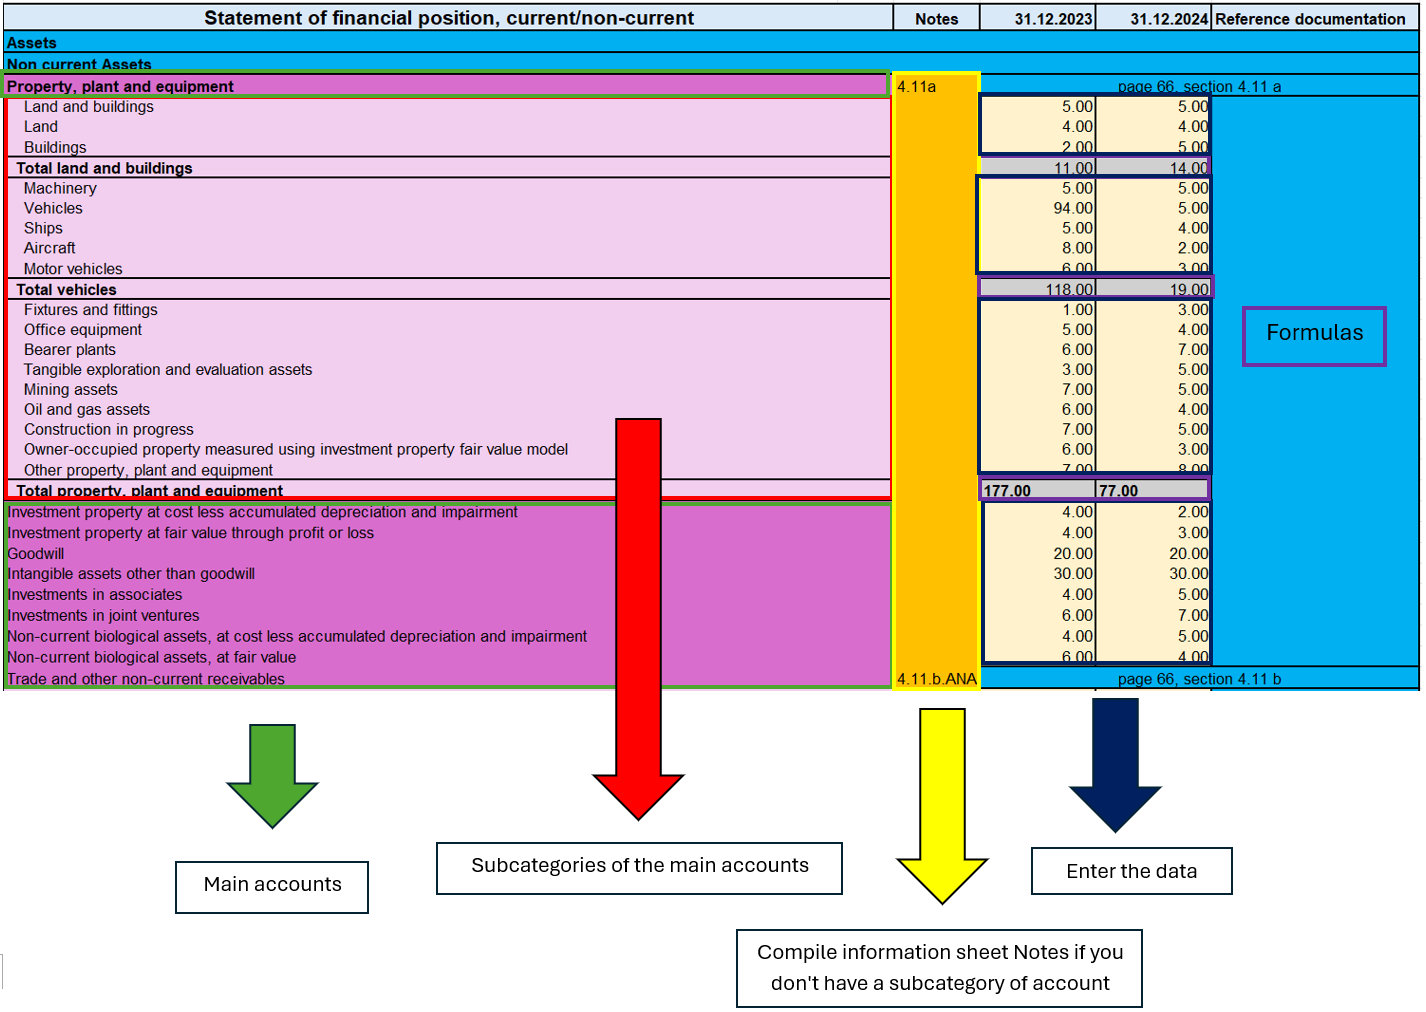 Statement of financial position, current/non-current Notes 31.12.2023 31.12.2024 Reference documentation
Assets
Non current Assets
Property, plant and equipment 4.11a page 66, section 4.11 a
Land and buildings 5.00 5.00
Land 4.00 4.00
Buildings 2.00 5.00
Total land and buildings 11.00 14.00
Machinery 5.00 5.00
Vehicles 94.00 5.00
Ships 5.00 4.00
Aircraft 8.00 2.00
Motor vehicles 6.00 3.00
Total vehicles 118.00 19.00
Fixtures and fittings 1.00 3.00
Formulas
Office equipment 5.00 4.00
Bearer plants 6.00 7.00
Tangible exploration and evaluation assets 3.00 5.00
Mining assets 7.00 5.00
Oil and gas assets 6.00 4.00
Construction in progress 7.00 5.00
Owner-occupied property measured using investment property fair value model 6.00 3.00
Other property, plant and equipment 7.00 8.00
Total property, plant and equipment 177.00 77.00
Investment property at cost less accumulated depreciation and impairment 4.00 2.00
Investment property at fair value through profit or loss 4.00 3.00
Goodwill 20.00 20.00
Intangible assets other than goodwill 30.00 30.00
Investments in associates 4.00 5.00
Investments in joint ventures 6.00 7.00
Non-current biological assets, at cost less accumulated depreciation and impairment 4.00 5.00
Non-current biological assets, at fair value 6.00 4.00
Trade and other non-current receivables 4.11.b.ANA page 66, section 4.11 b
Main accounts
Subcategories of the main accounts
Enter the data
Compile information sheet Notes if you
don't have a subcategory of account